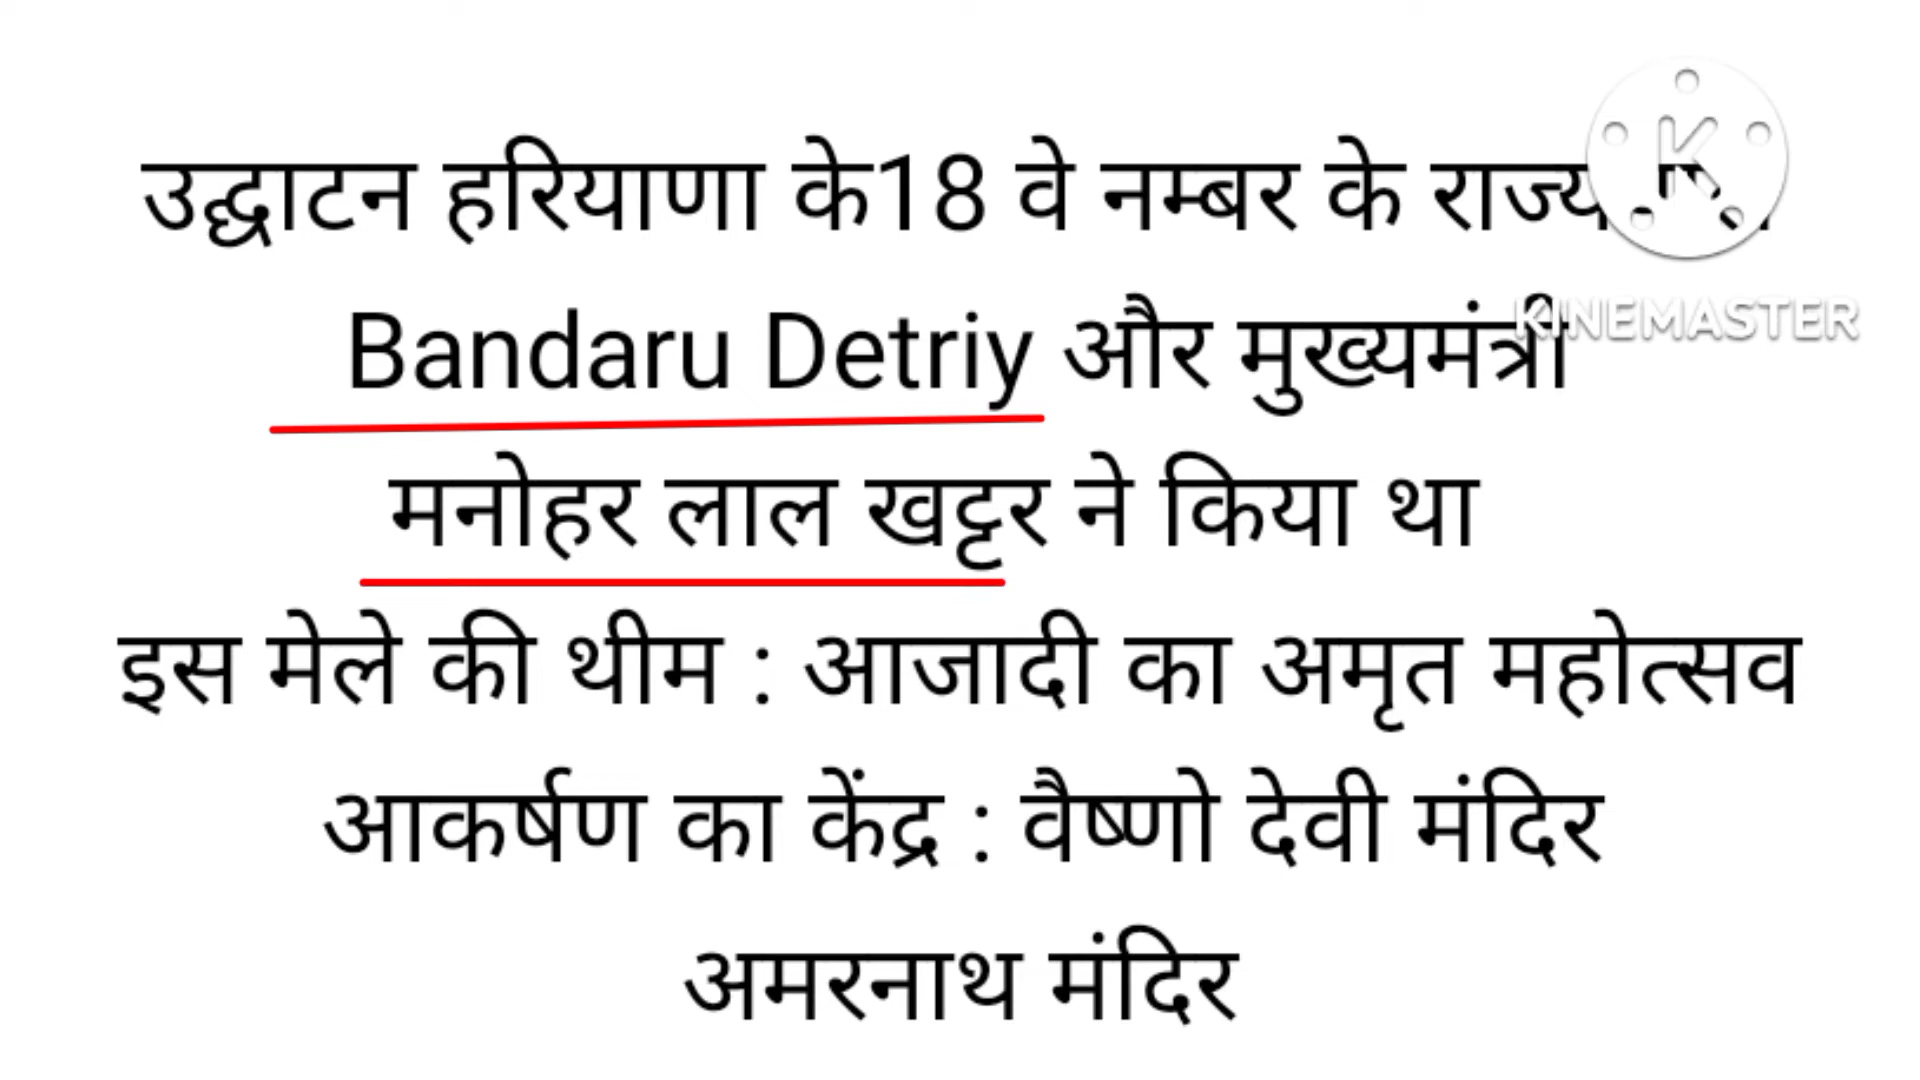 उद्घाटन हरियाणा के18 वे नम्बर के
Bandaru Detriy और मुख्यमंत्री
मनोहर लाल खट्टर ने किया था
इस मेले की थीम : आजादी का अमृत महोत्सव
आकर्षण का केंद्र : वैष्णो देवी मंदिर
अमरनाथ मंदिर
KINEMASTER